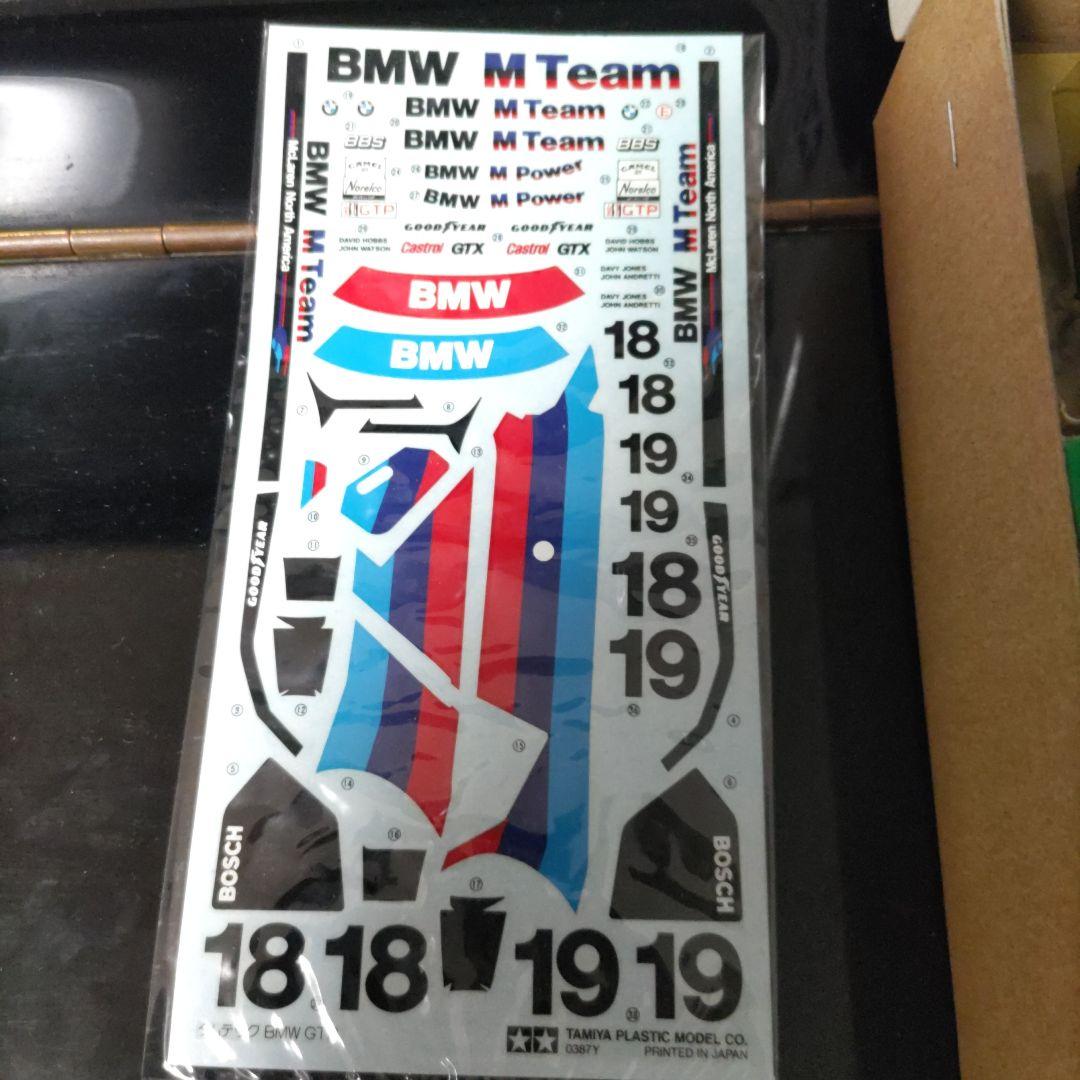 BMW M Team
BMW M Team
BBS BMW M Team BBS
CAMEL
Norelco
GTP
BMW M Power
BMW M Power
CAMEL
Norelco
GTP
GOODYEAR GOODYEAR
DAVID HOBBS
JOHN WATSON
Castrol GTX Castrol GTX
DAVID HOBBS
JOHN WATSON
DAVY JONES
JOHN ANDRETTI
DAVY JONES
JOHN ANDRETTI
McLaren North America
BMW M Team
BMW M Team
McLaren North America
BMW
BMW
18
18
19
19
18
19
GOODYEAR
GOODYEAR
BOSCH
BOSCH
18 18 19 19
BMW GT
TAMIYA PLASTIC MODEL CO.
0387Y PRINTED IN JAPAN